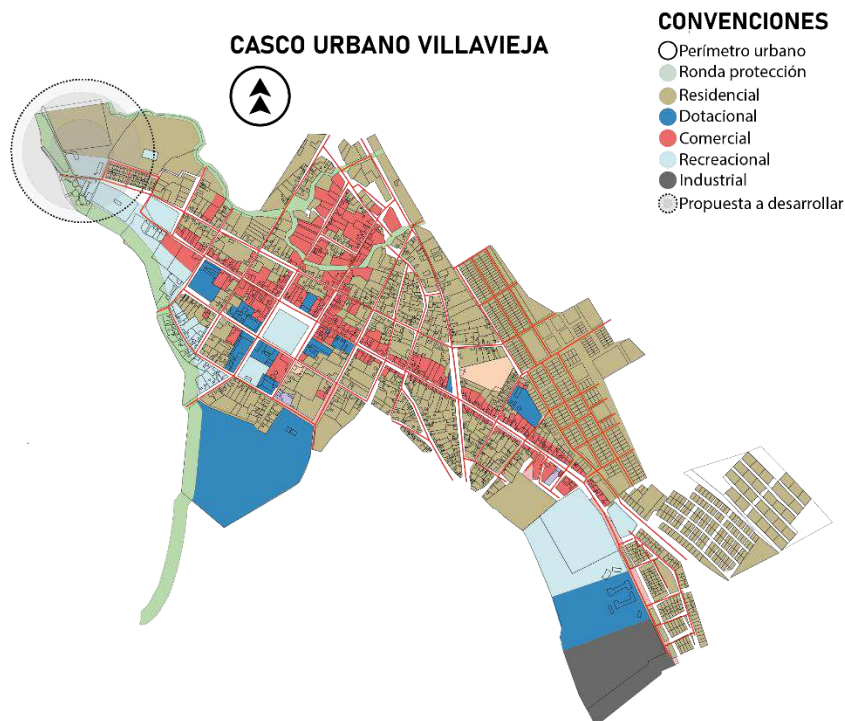 CASCO URBANO VILLAVIEJA
CONVENCIONES
Perímetro urbano
Ronda protección
Residencial
Dotacional
Comercial
Recreacional
Industrial
Propuesta a desarrollar